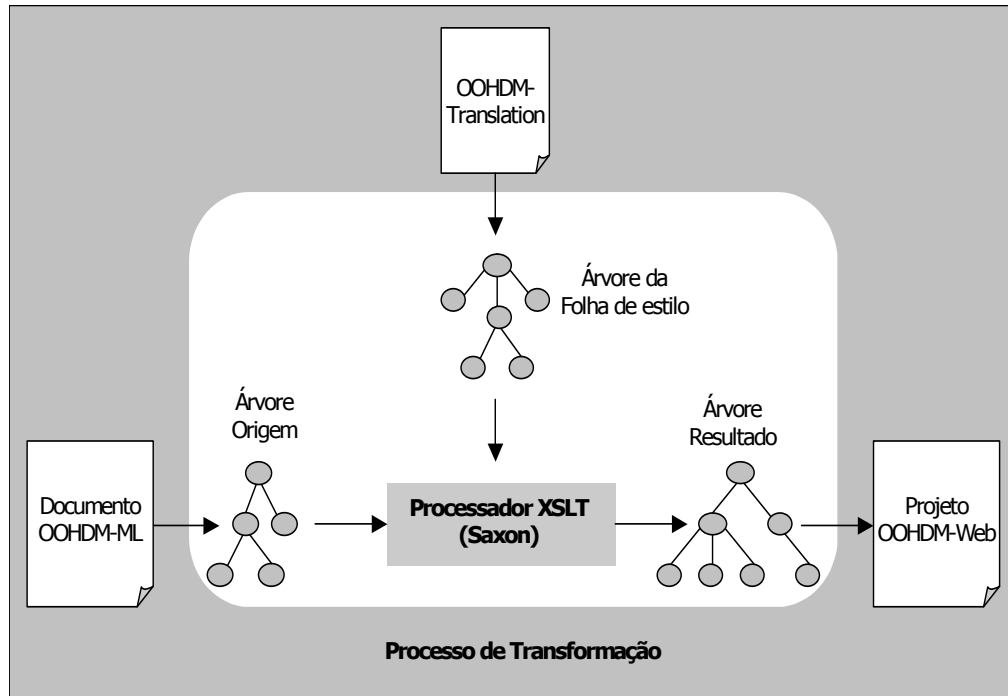 OOHDM-
Translation
Árvore da
Folha de estilo
Árvore
Origem
Árvore
Resultado
Documento
OOHDM-ML
Processador XSLT
(Saxon)
Projeto
OOHDM-Web
Processo de Transformação